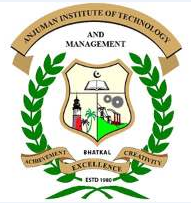 ANJUMAN INSTITUTE OF TECHNOLOGY
AND
MANAGEMENT
BHATKAL
ACHIEVEMENT
CREATIVITY
EXCELLENCE
ESTD 1980